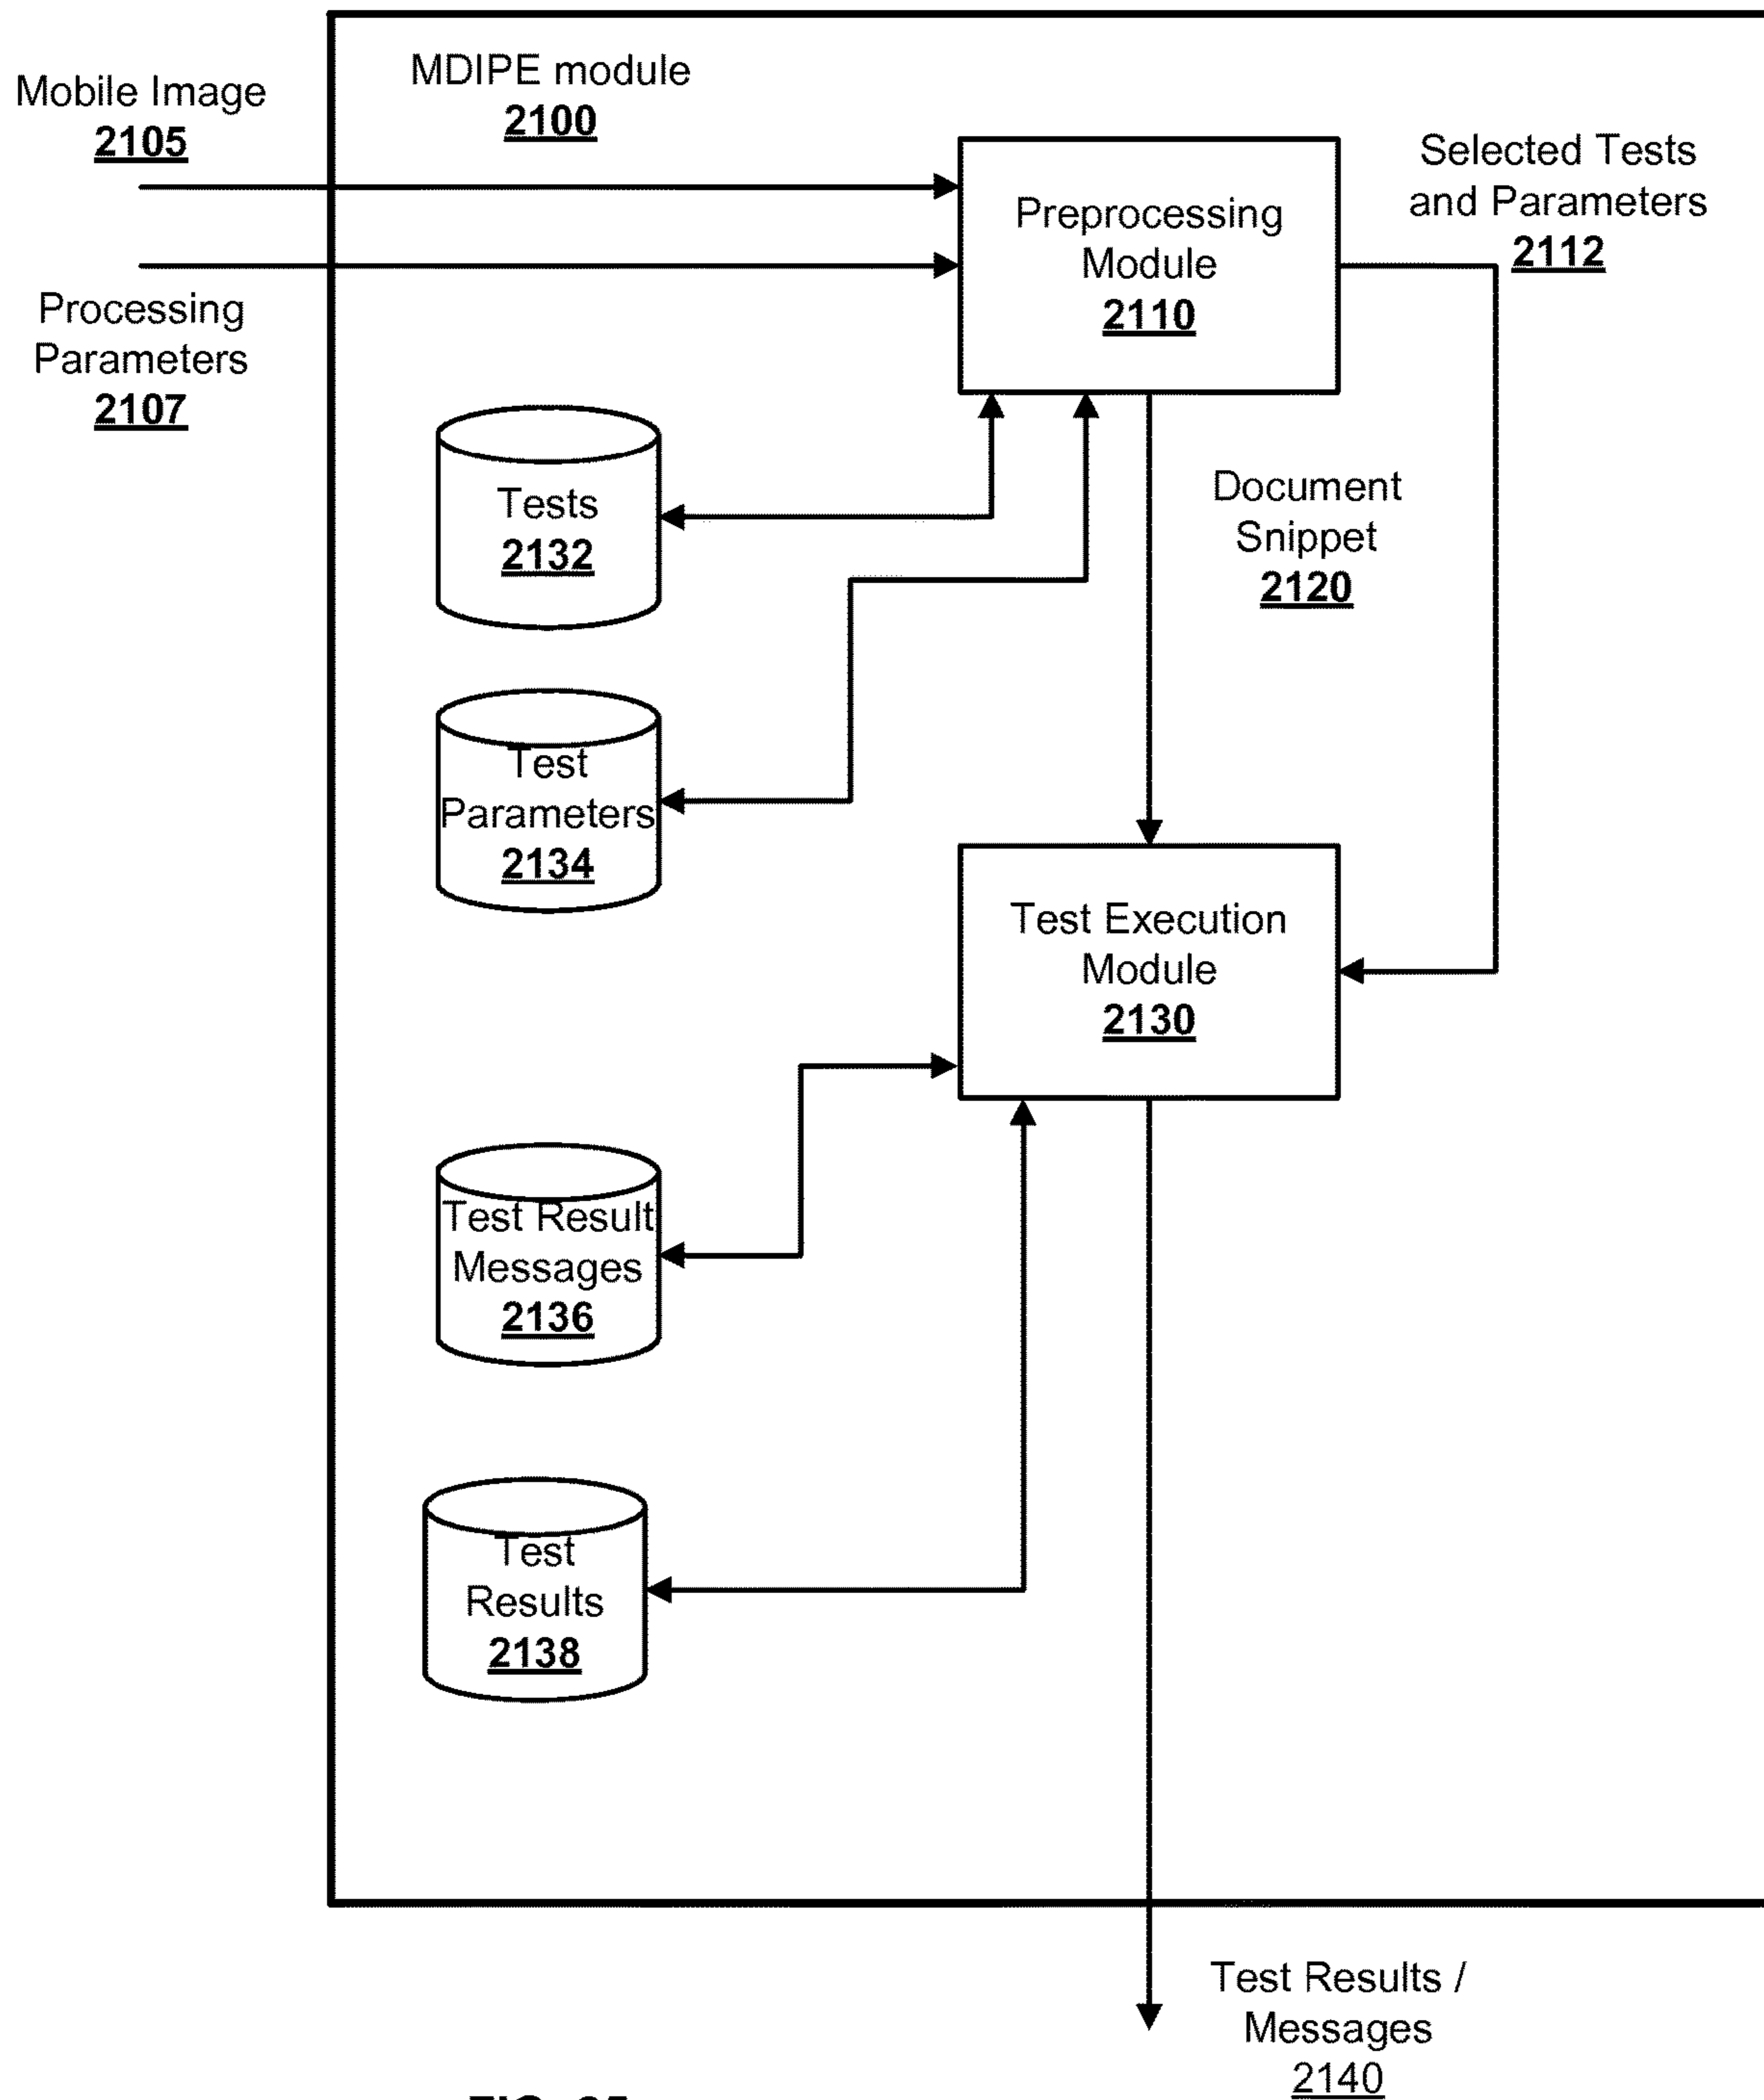 MDIPE module
2100
Mobile Image
2105
Selected Tests
and Parameters
2112
Preprocessing
Module
2110
Processing
Parameters
2107
Document
Snippet
2120
Tests
2132
Test
Parameters
2134
Test Execution
Module
2130
Test Result
Messages
2136
Test
Results
2138
Test Results /
Messages
2140